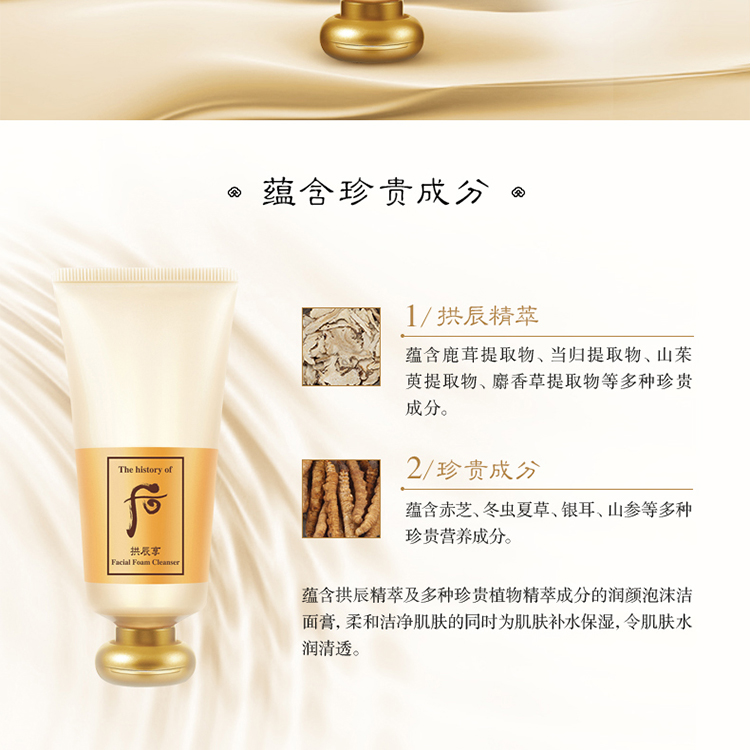 蕴含珍贵成分
1/拱辰精萃
蕴含鹿茸提取物、当归提取物、山茱
萸提取物、麝香草提取物等多种珍贵
成分。
2/珍贵成分
蕴含赤芝、冬虫夏草、银耳、山参等多种
珍贵营养成分。
The history of
后
拱辰享
Facial Foam Cleanser
蕴含拱辰精萃及多种珍贵植物精萃成分的润颜泡沫洁
面膏，柔和洁净肌肤的同时为肌肤补水保湿，令肌肤水
润清透。